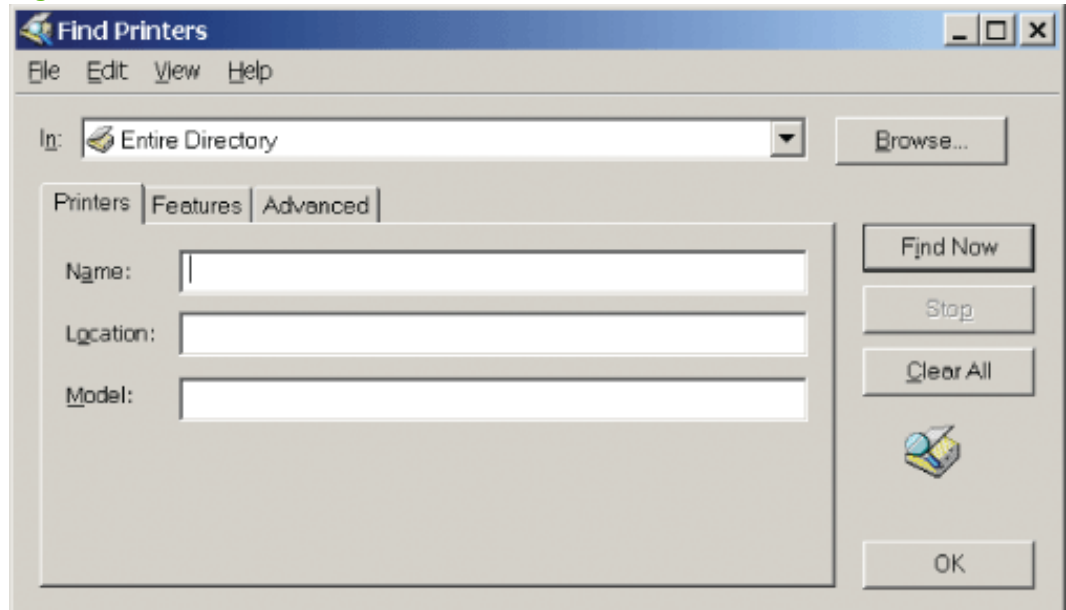 Find Printers
File Edit View Help
In: Entire Directory Browse...
Printers Features Advanced
Find Now
Name:
Stop
Location:
Clear All
Model:
OK